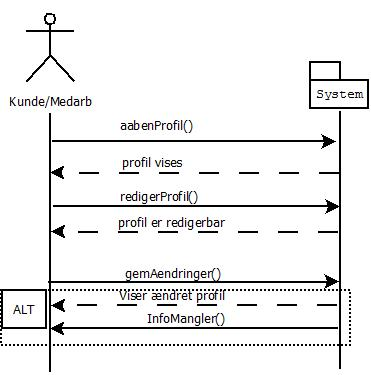 Kunde/Medarb
System
aabenProfil()
profil vises
redigerProfil()
profil er redigerbar
gemAendringer()
Viser ændret profil
ALT
InfoMangler()